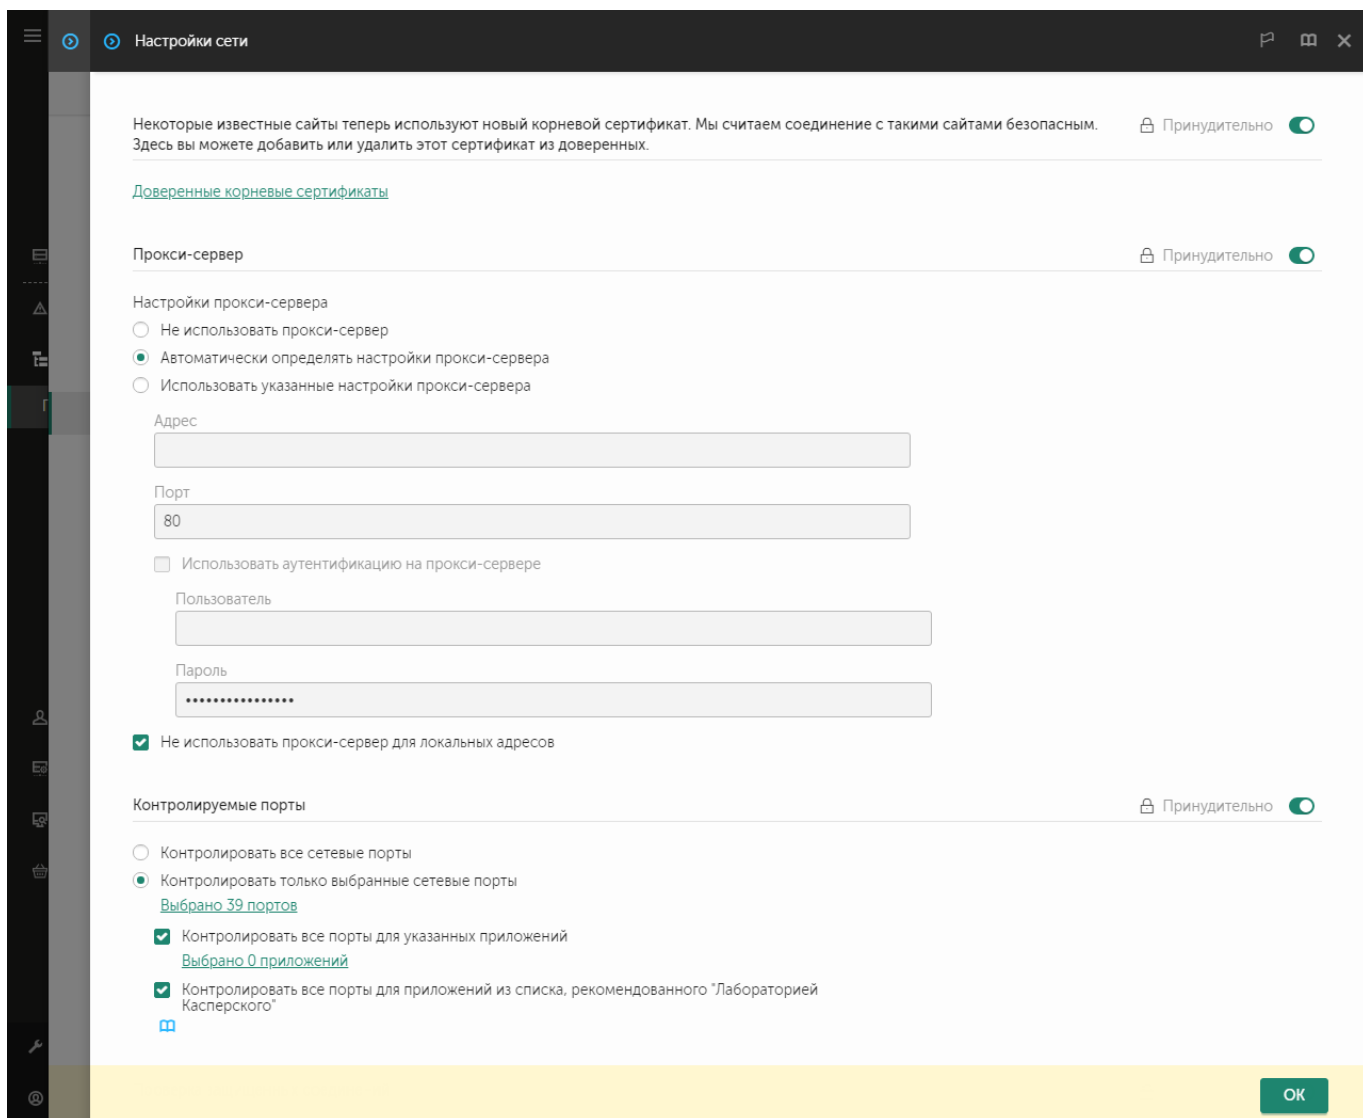 Настройки сети
Некоторые известные сайты теперь используют новый корневой сертификат. Мы считаем соединение с такими сайтами безопасным.
Здесь вы можете добавить или удалить этот сертификат из доверенных.
Принудительно
Доверенные корневые сертификаты
Прокси-сервер
Принудительно
Настройки прокси-сервера
Не использовать прокси-сервер
Автоматически определять настройки прокси-сервера
Использовать указанные настройки прокси-сервера
Адрес
Порт
80
Использовать аутентификацию на прокси-сервере
Пользователь
Пароль
••••••••••••••••
Не использовать прокси-сервер для локальных адресов
Контролируемые порты
Принудительно
Контролировать все сетевые порты
Контролировать только выбранные сетевые порты
Выбрано 39 портов
Контролировать все порты для указанных приложений
Выбрано 0 приложений
Контролировать все порты для приложений из списка, рекомендованного "Лабораторией
Касперского"
ОК